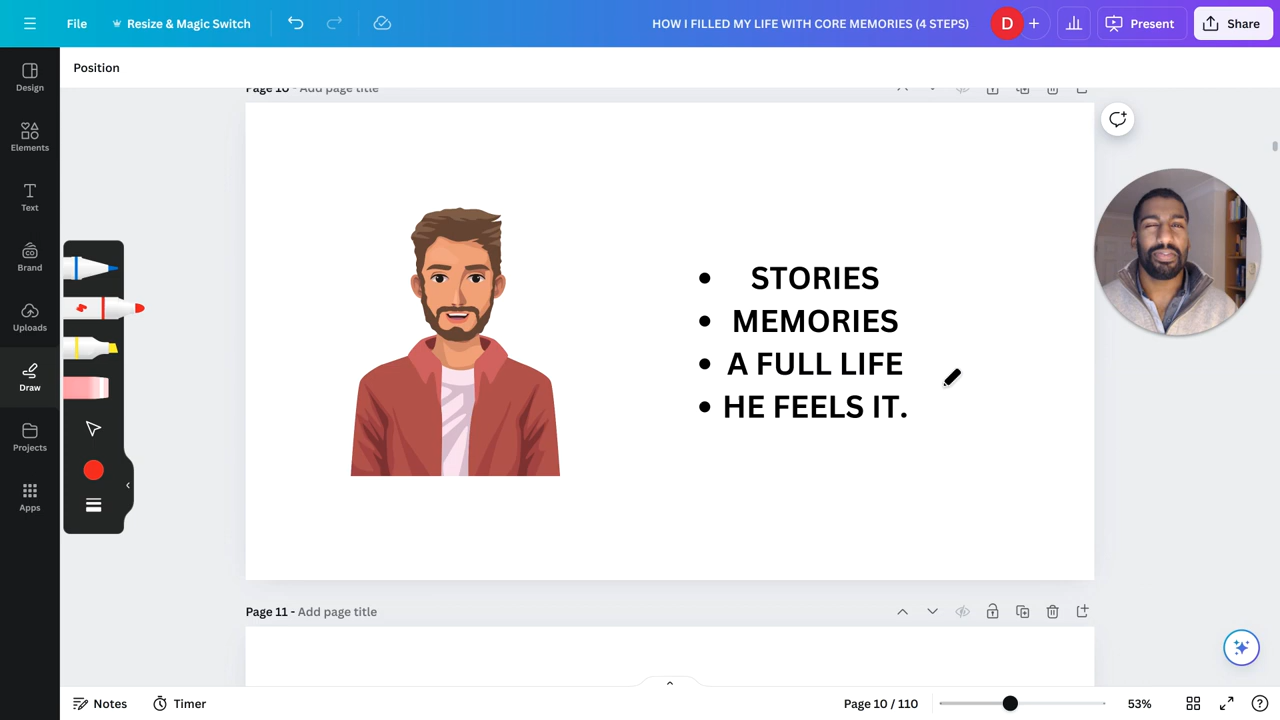 File
Resize & Magic Switch
HOW I FILLED MY LIFE WITH CORE MEMORIES (4 STEPS)
D
Present
Share
Position
Design
Elements
Text
Brand
Uploads
Draw
Projects
Apps
Page 10 - Add page title
STORIES
MEMORIES
A FULL LIFE
HE FEELS IT.
Page 11 - Add page title
Notes
Timer
Page 10 / 110
53%